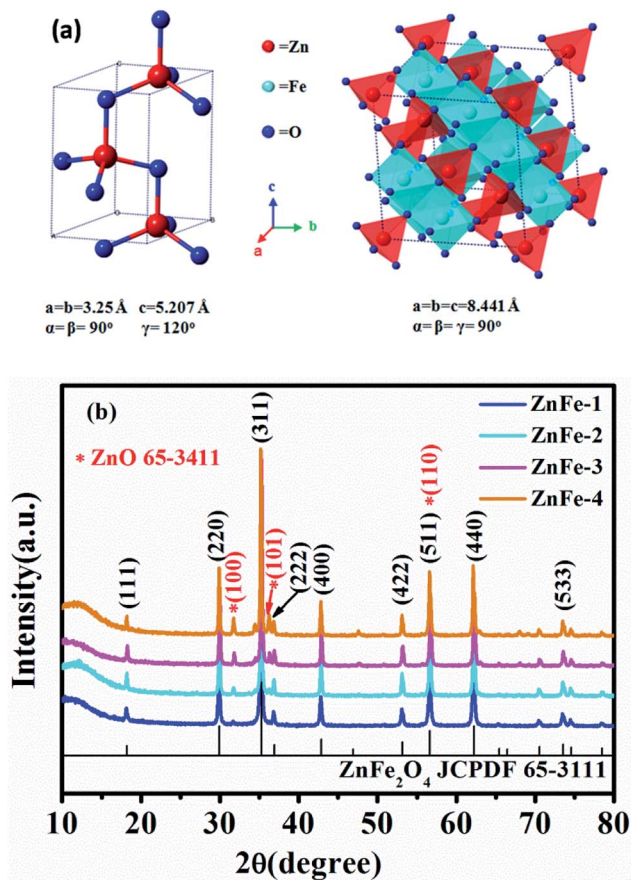 (a)
=Zn
=Fe
=O
c
b
a
a=b=3.25 Å c=5.207 Å
α=β=90° γ=120°
a=b=c=8.441 Å
α=β=γ=90°
(b)
* ZnO 65-3411
ZnFe-1
ZnFe-2
ZnFe-3
ZnFe-4
(111)
(220)
*(100)
(311)
*(101)
(222)
(400)
(422)
(511)
*(110)
(440)
(533)
Intensity(a.u.)
ZnFe₂O₄ JCPDF 65-3111
10 20 30 40 50 60 70 80
2θ(degree)